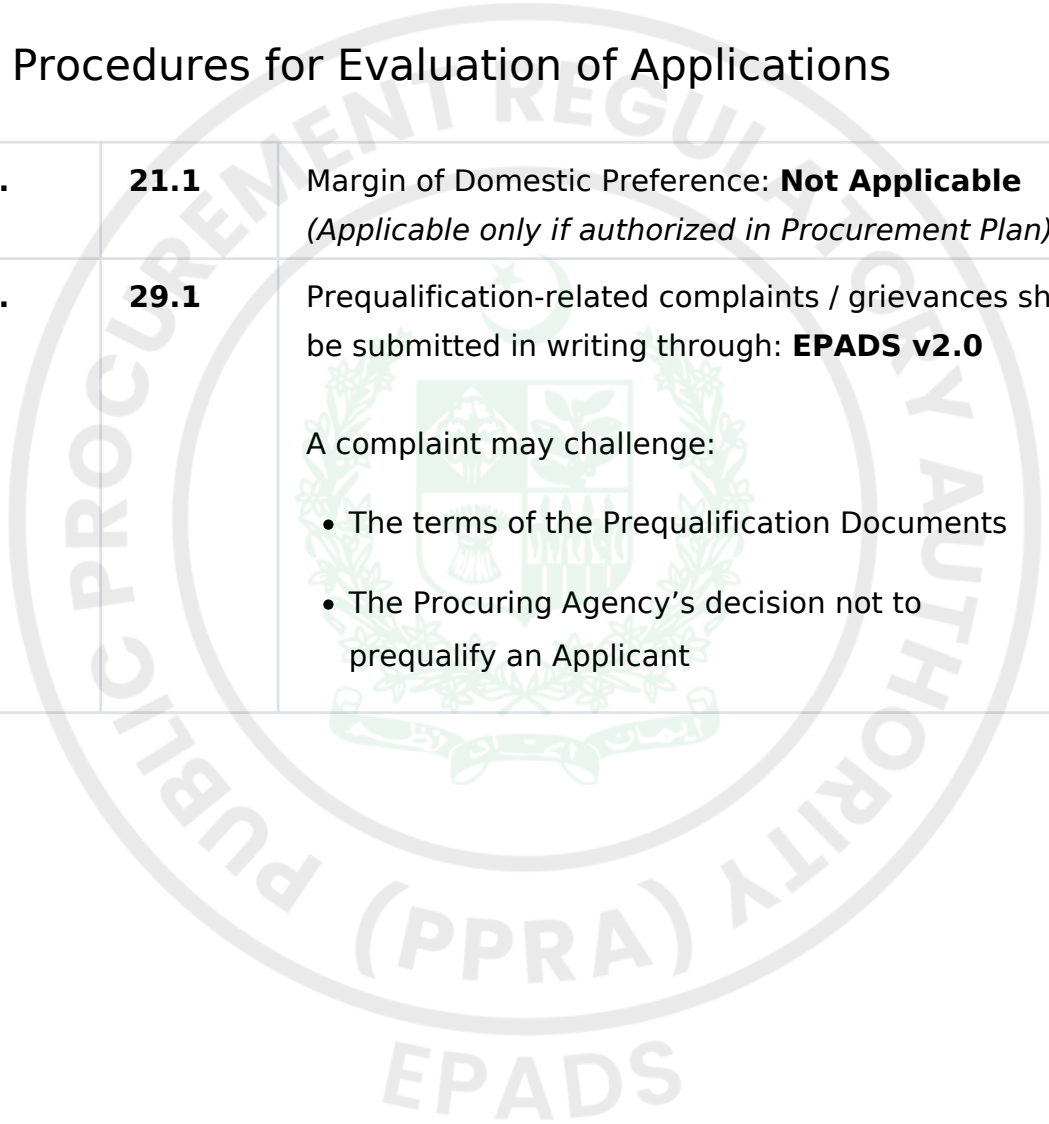 Procedures for Evaluation of Applications
. 21.1 Margin of Domestic Preference: Not Applicable
(Applicable only if authorized in Procurement Plan)
. 29.1 Prequalification-related complaints / grievances sh
be submitted in writing through: EPADS v2.0
A complaint may challenge:
• The terms of the Prequalification Documents
• The Procuring Agency’s decision not to
prequalify an Applicant
PUBLIC PROCUREMENT REGULATORY AUTHORITY
(PPRA)
EPADS